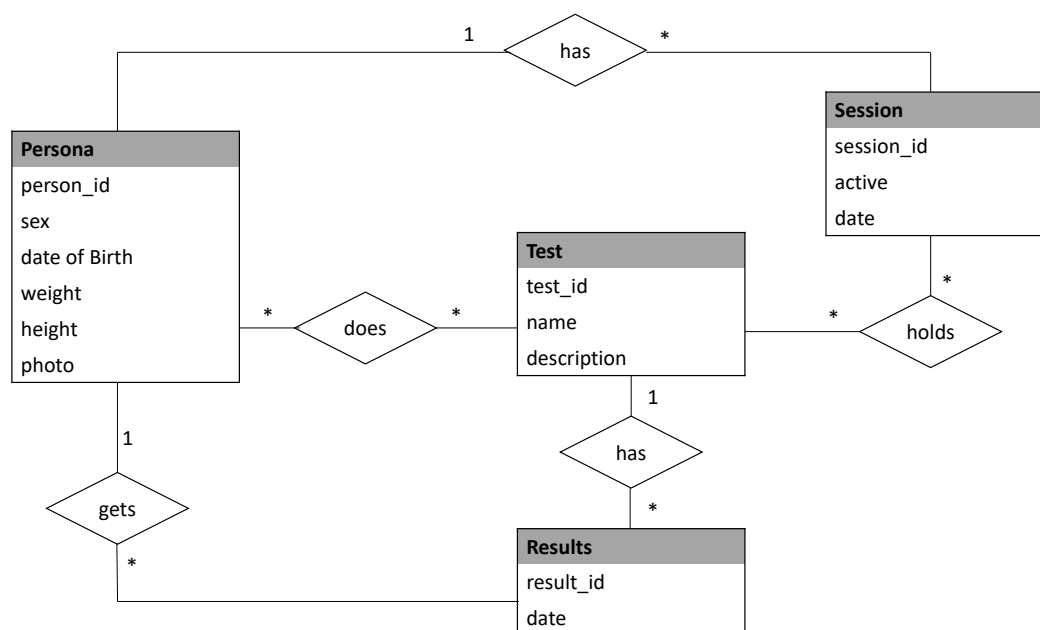 1
has
*
Session
session_id
active
date
Persona
person_id
sex
date of Birth
weight
height
photo
*
does
*
Test
test_id
name
description
*
holds
*
1
has
*
1
gets
*
Results
result_id
date